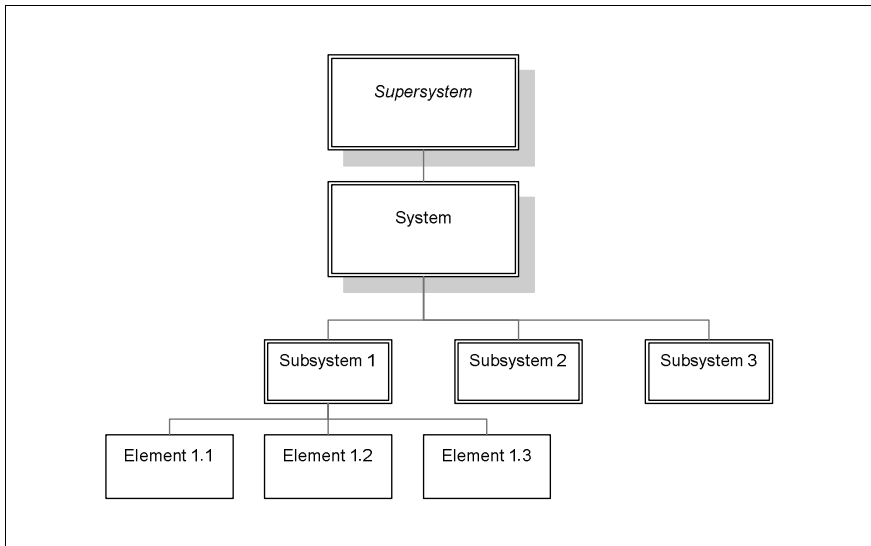 Supersystem
System
Subsystem 1
Subsystem 2
Subsystem 3
Element 1.1
Element 1.2
Element 1.3